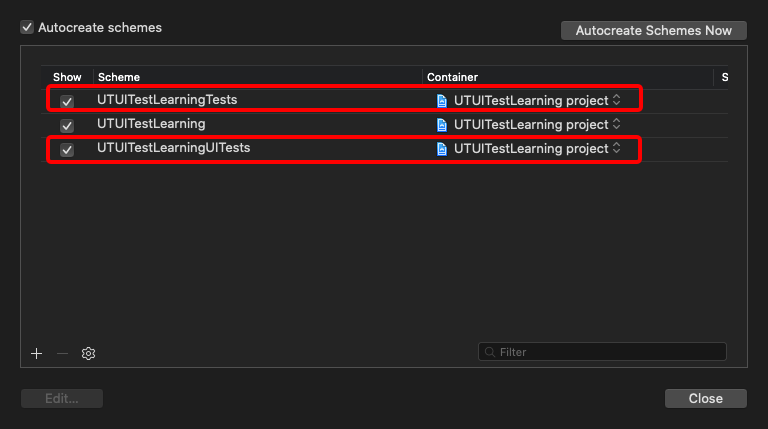 Autocreate schemes
Autocreate Schemes Now
Show Scheme Container S
UTUITestLearningTests UTUITestLearning project
UTUITestLearning UTUITestLearning project
UTUITestLearningUITests UTUITestLearning project
Filter
Edit...
Close